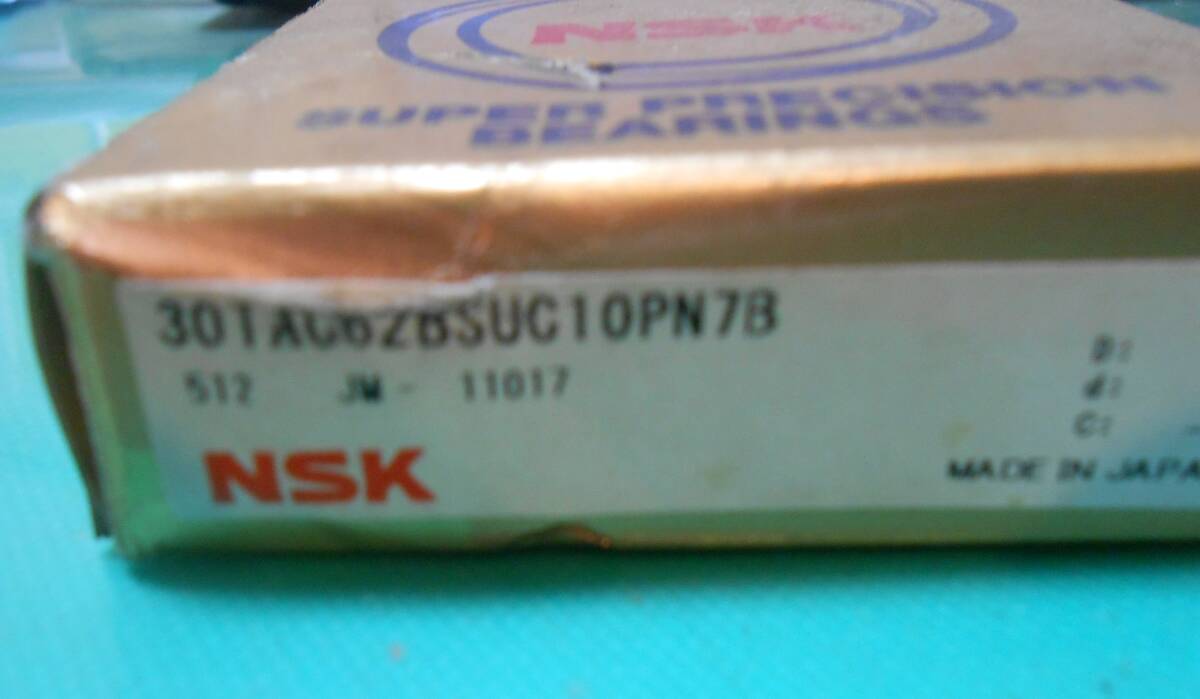 NSK
SUPER PRECISION
BEARINGS
30TAC62BSUC10PN7B
512 JM- 11017
NSK
D:
d:
C:
MADE IN JAPA